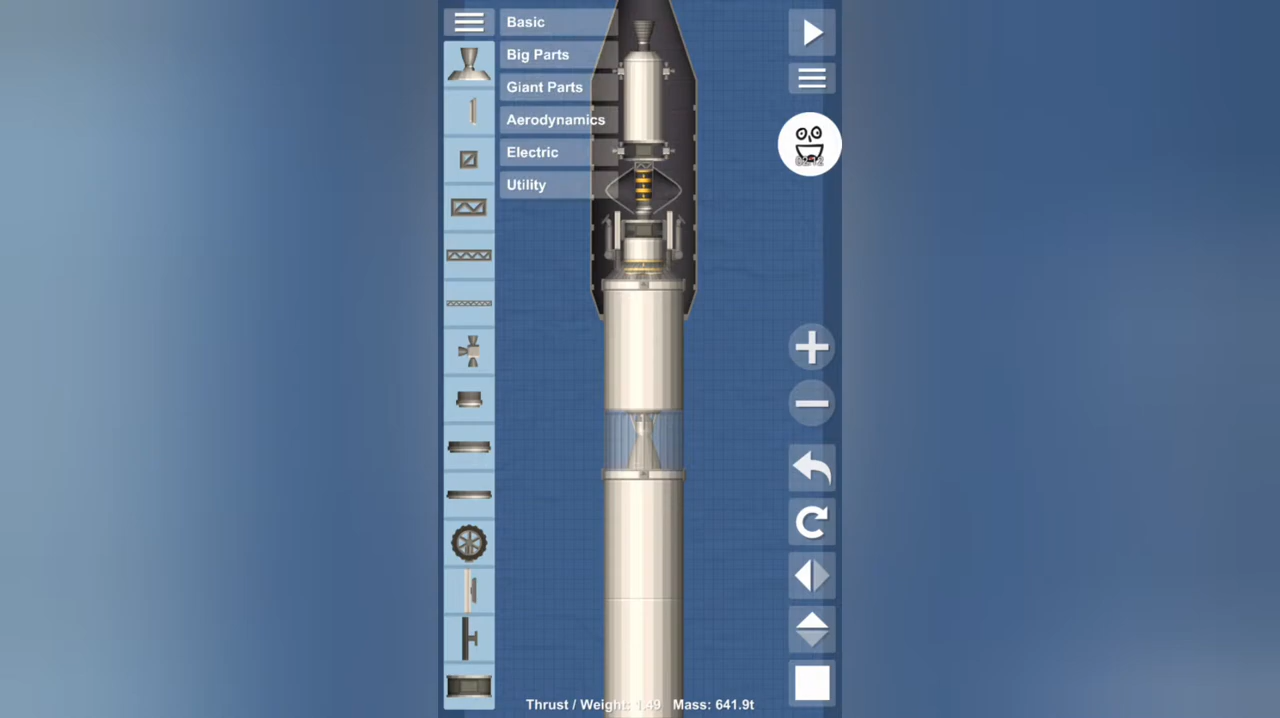 Basic
Big Parts
Giant Parts
Aerodynamics
Electric
Utility
Thrust / Weight: 1.49 Mass: 641.9t